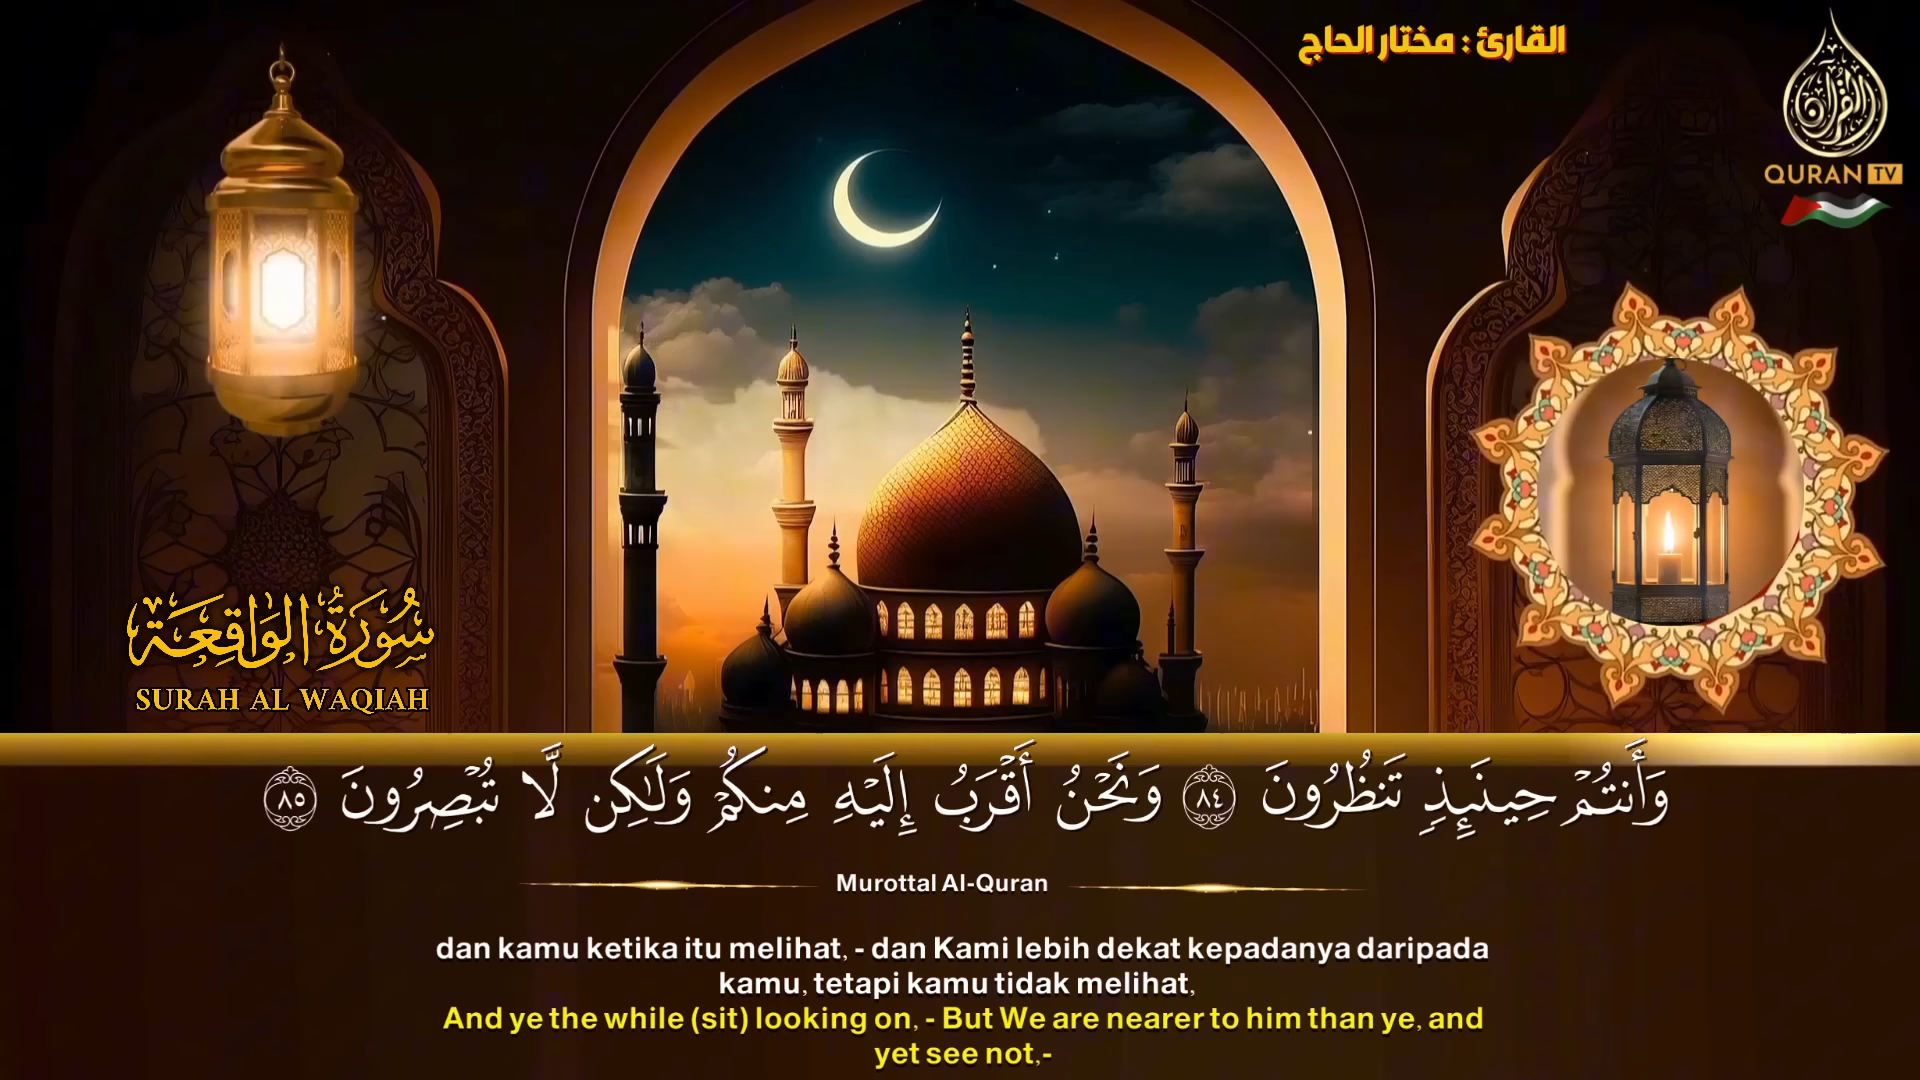 القارئ : مختار الحاج
القرآن
QURAN TV
سُورَةُ الوَاقِعَة
SURAH AL WAQIAH
وَأَنتُمْ حِينَئِذٍ تَنظُرُونَ ٨٤ وَنَحْنُ أَقْرَبُ إِلَيْهِ مِنكُمْ وَلَٰكِن لَّا تُبْصِرُونَ ٨٥
Murottal Al-Quran
dan kamu ketika itu melihat, - dan Kami lebih dekat kepadanya daripada
kamu, tetapi kamu tidak melihat,
And ye the while (sit) looking on, - But We are nearer to him than ye, and
yet see not,-